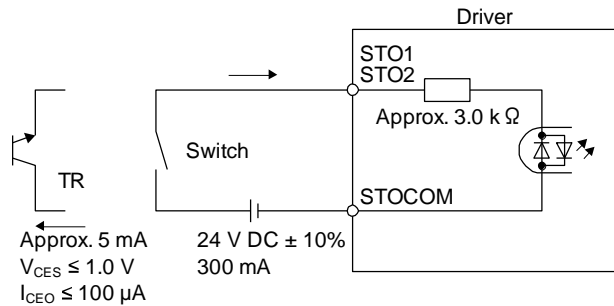 Driver
STO1
STO2
Approx. 3.0 k Ω
Switch
TR
STOCOM
Approx. 5 mA
V_CES ≤ 1.0 V
I_CEO ≤ 100 µA
24 V DC ± 10%
300 mA